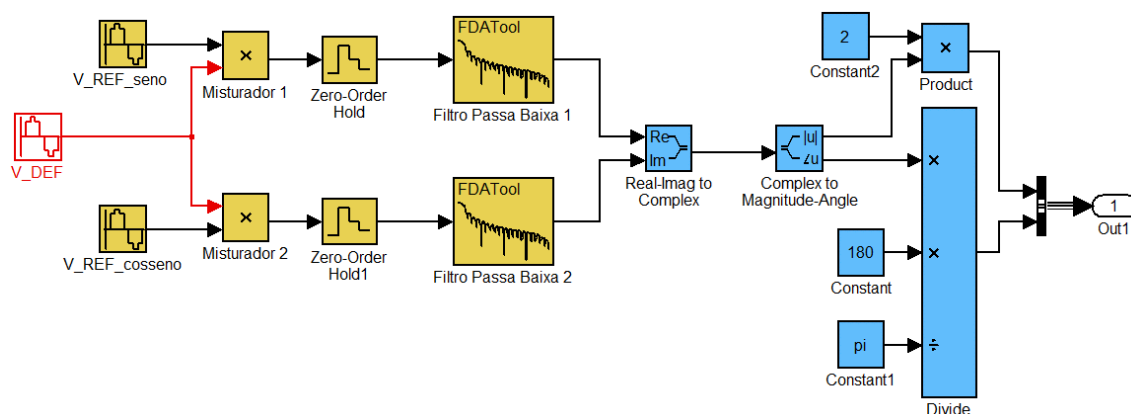 V_REF_seno
×
Misturador 1
Zero-Order
Hold
FDATool
Filtro Passa Baixa 1
V_DEF
V_REF_cosseno
×
Misturador 2
Zero-Order
Hold1
FDATool
Filtro Passa Baixa 2
Re
Im
Real-Imag to
Complex
|u|
∠u
Complex to
Magnitude-Angle
2
Constant2
×
Product
×
180
Constant
×
pi
Constant1
÷
Divide
1
Out1